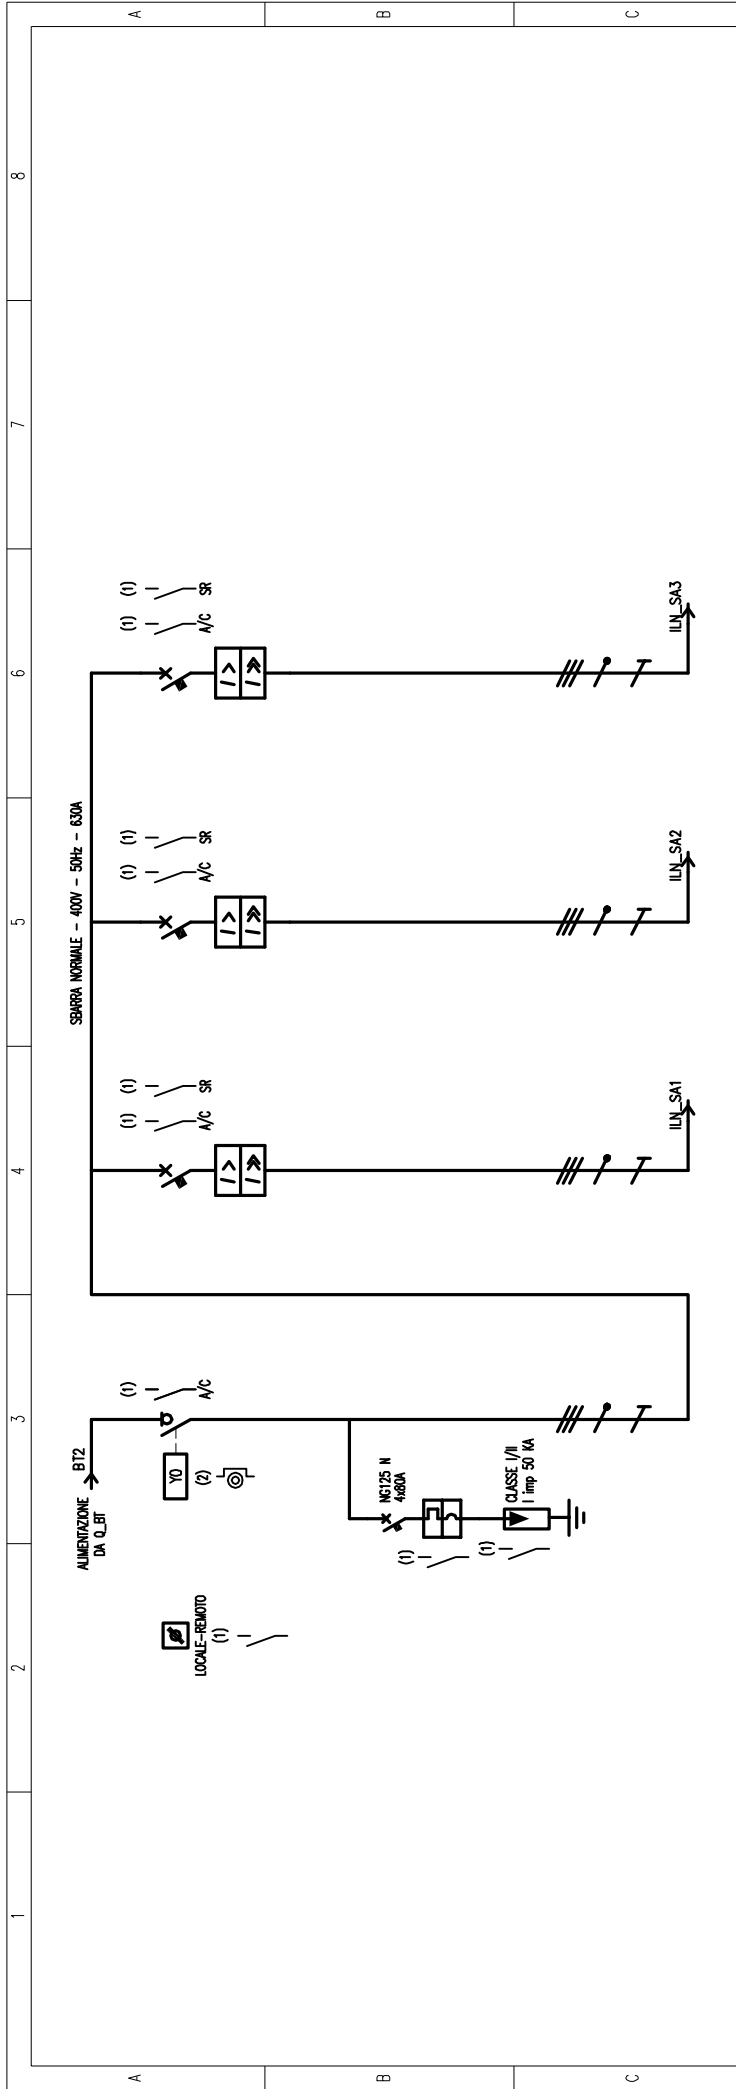 1
2
3
4
5
6
7
8
A
B
C
A
B
C
ALIMENTAZIONE
DA Q_BT
BT2
SBARRA NORMALE - 400V - 50Hz - 630A
(1)
A/C
YO
(2)
LOCALE-REMOTO
(1)
NG125 N
4x80A
(1)
CLASSE I/II
I imp 50 KA
(1)
(1)
(1)
A/C
SR
I >
I >>
ILN_SA1
(1)
(1)
A/C
SR
I >
I >>
ILN_SA2
(1)
(1)
A/C
SR
I >
I >>
ILN_SA3